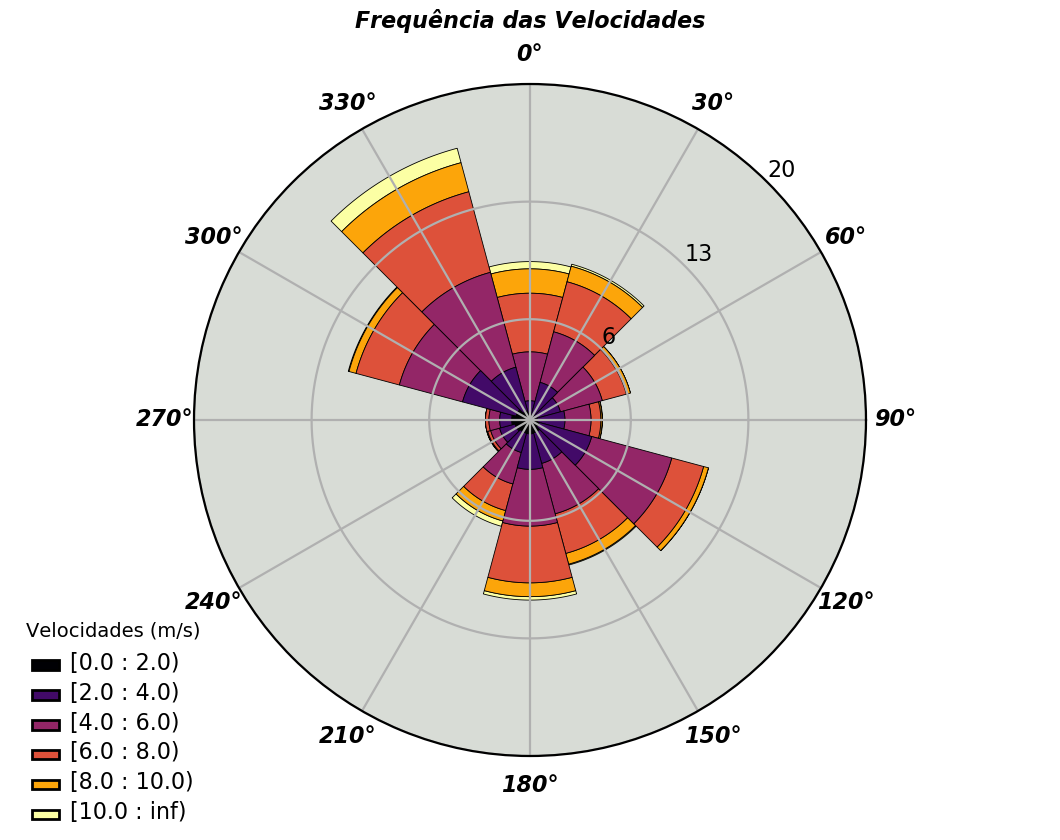 Frequência das Velocidades
0°
30°
60°
90°
120°
150°
180°
210°
240°
270°
300°
330°
6
13
20
Velocidades (m/s)
[0.0 : 2.0)
[2.0 : 4.0)
[4.0 : 6.0)
[6.0 : 8.0)
[8.0 : 10.0)
[10.0 : inf)